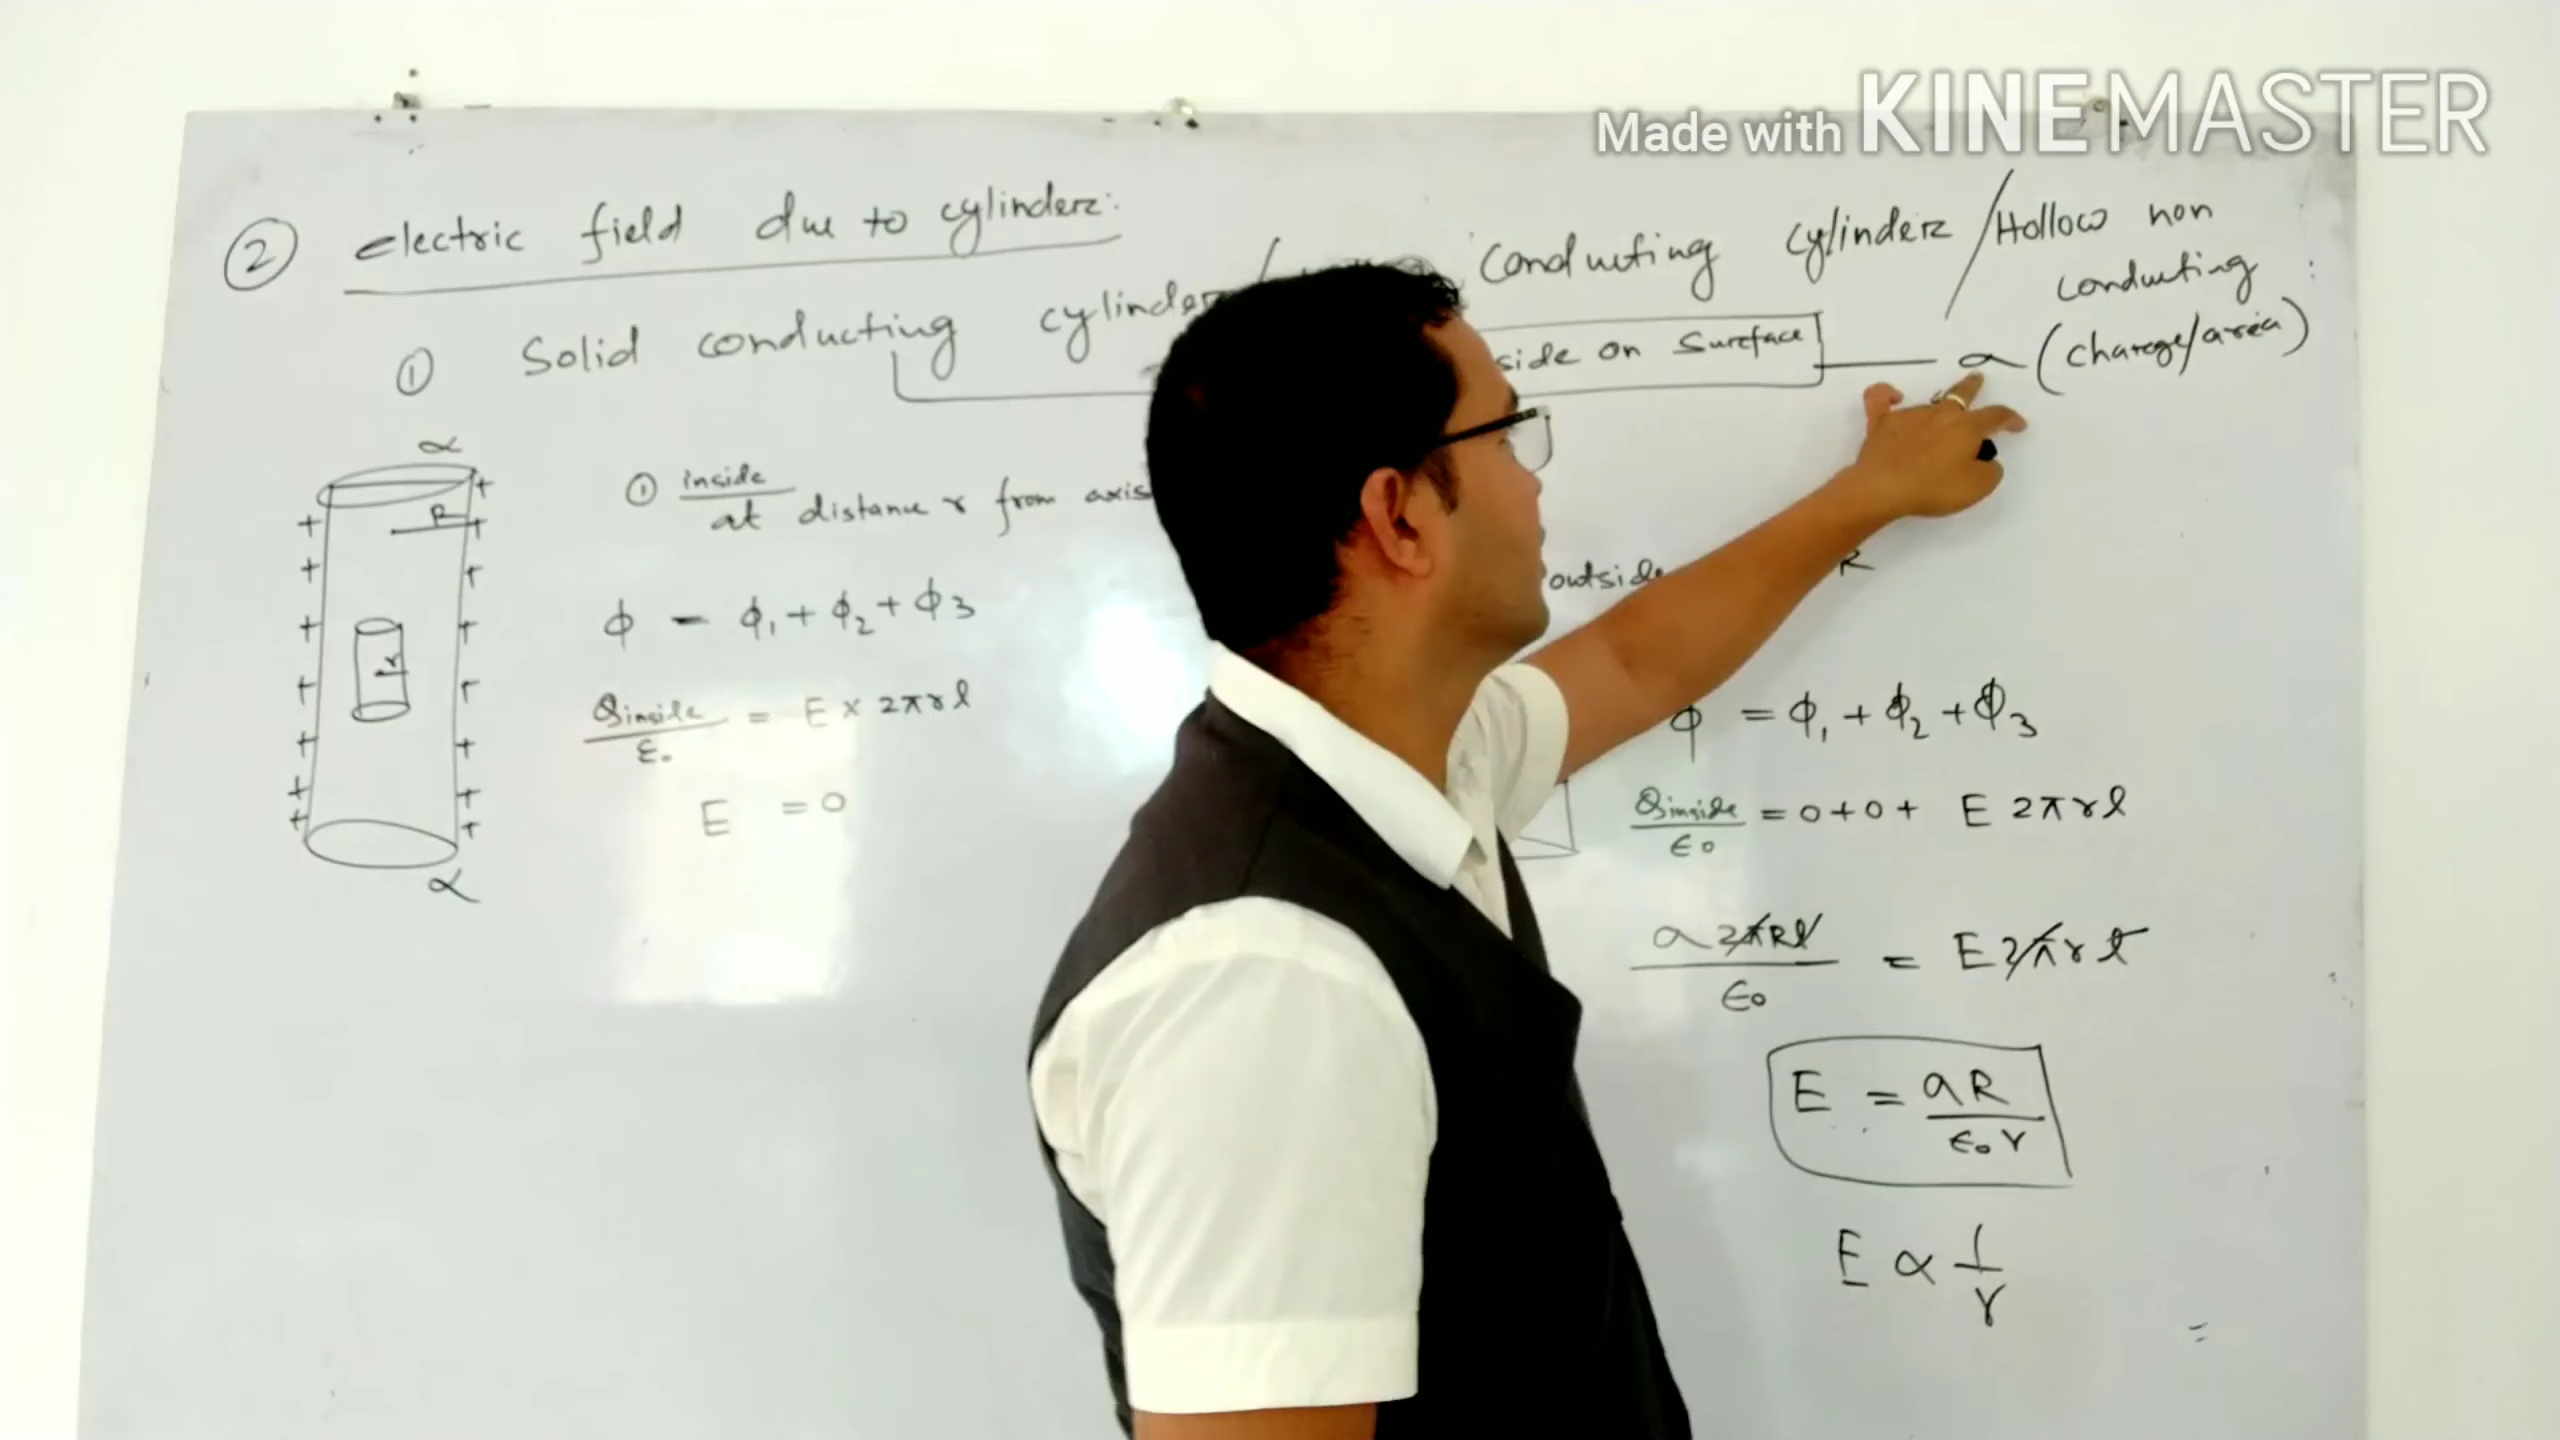 Made with KINEMASTER
② electric field due to cylinder:
① Solid conducting cylinder / Conducting cylinder / Hollow non
conducting :
side on Surface — σ (charge/area)
∝
R
r
∝
① inside
at distance r from axis
ϕ = ϕ₁ + ϕ₂ + ϕ₃
Qinside/ε₀ = E × 2πrl
E = 0
outside R
ϕ = ϕ₁ + ϕ₂ + ϕ₃
Qinside/ε₀ = 0 + 0 + E 2πrl
σ 2πRl/ε₀ = E 2πrl
E = σR/ε₀r
E ∝ 1/r
=